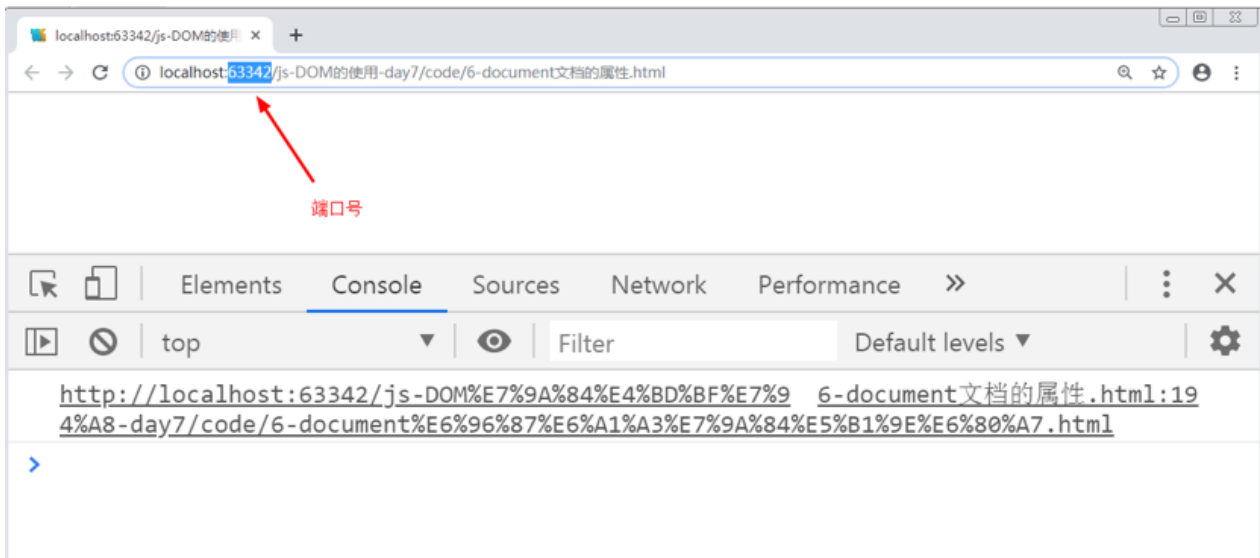 localhost:63342/js-DOM的使用
localhost:63342/js-DOM的使用-day7/code/6-document文档的属性.html
端口号
Elements Console Sources Network Performance »
top Filter Default levels
http://localhost:63342/js-DOM%E7%9A%84%E4%BD%BF%E7%9 6-document文档的属性.html:19
4%A8-day7/code/6-document%E6%96%87%E6%A1%A3%E7%9A%84%E5%B1%9E%E6%80%A7.html